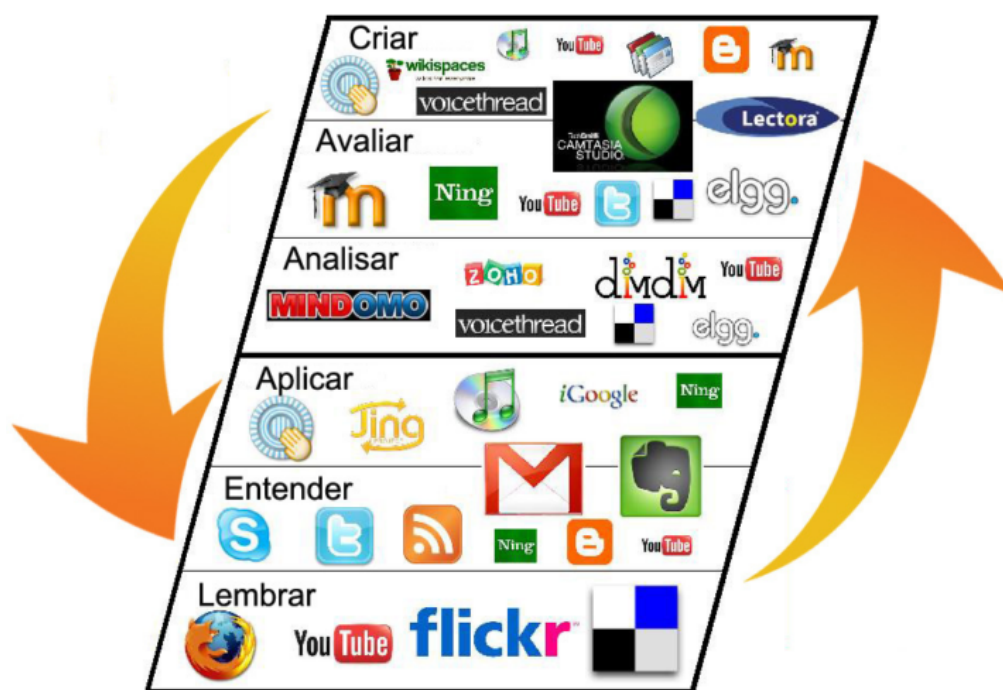 Criar
YouTube
wikispaces
voicethread
TechSmith
CAMTASIA
STUDIO
Lectora
Avaliar
m
Ning
YouTube
t
elgg.
Analisar
ZOHO
dimdim
YouTube
MINDOMO
voicethread
elgg.
Aplicar
iGoogle
Ning
Jing
Entender
S
t
Ning
YouTube
Lembrar
YouTube
flickr